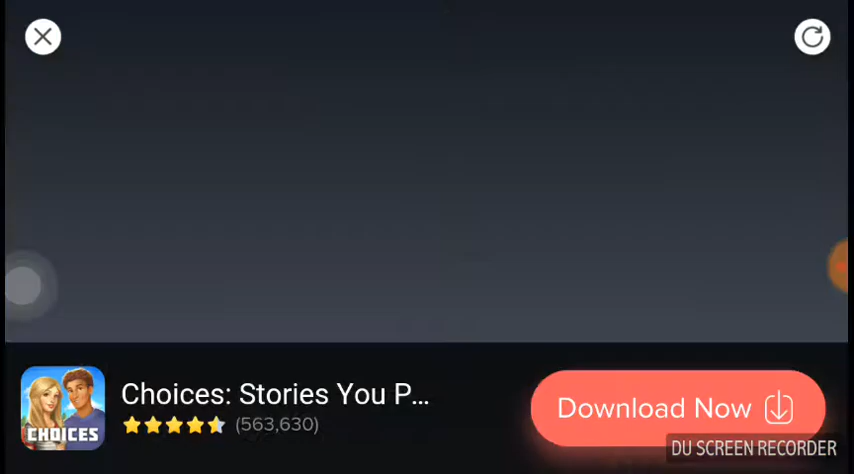 Choices: Stories You P...
(563,630)
CHOICES
Download Now
DU SCREEN RECORDER